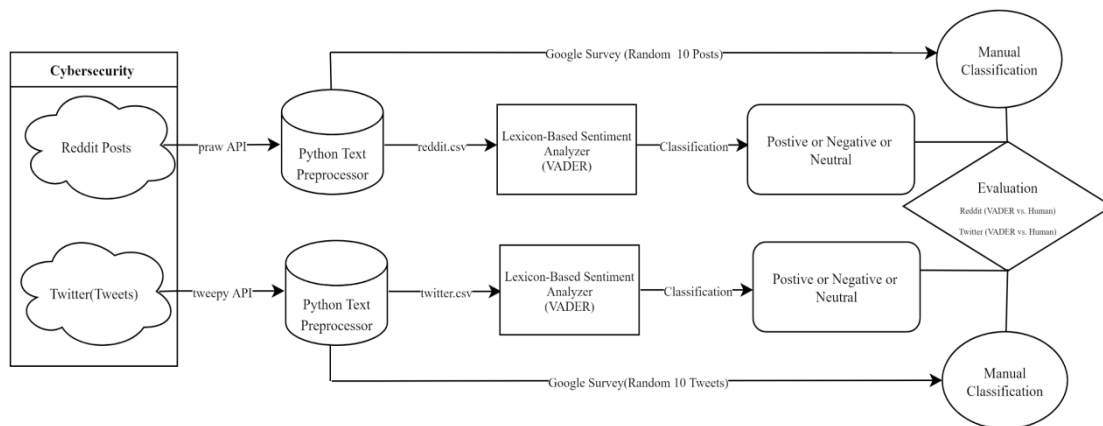 Google Survey (Random 10 Posts)
Manual
Classification
Cybersecurity
Reddit Posts
praw API
Python Text
Preprocessor
reddit.csv
Lexicon-Based Sentiment
Analyzer
(VADER)
Classification
Postive or Negative or
Neutral
Evaluation
Reddit (VADER vs. Human)
Twitter (VADER vs. Human)
Twitter(Tweets)
tweepy API
Python Text
Preprocessor
twitter.csv
Lexicon-Based Sentiment
Analyzer
(VADER)
Classification
Postive or Negative or
Neutral
Google Survey(Random 10 Tweets)
Manual
Classification